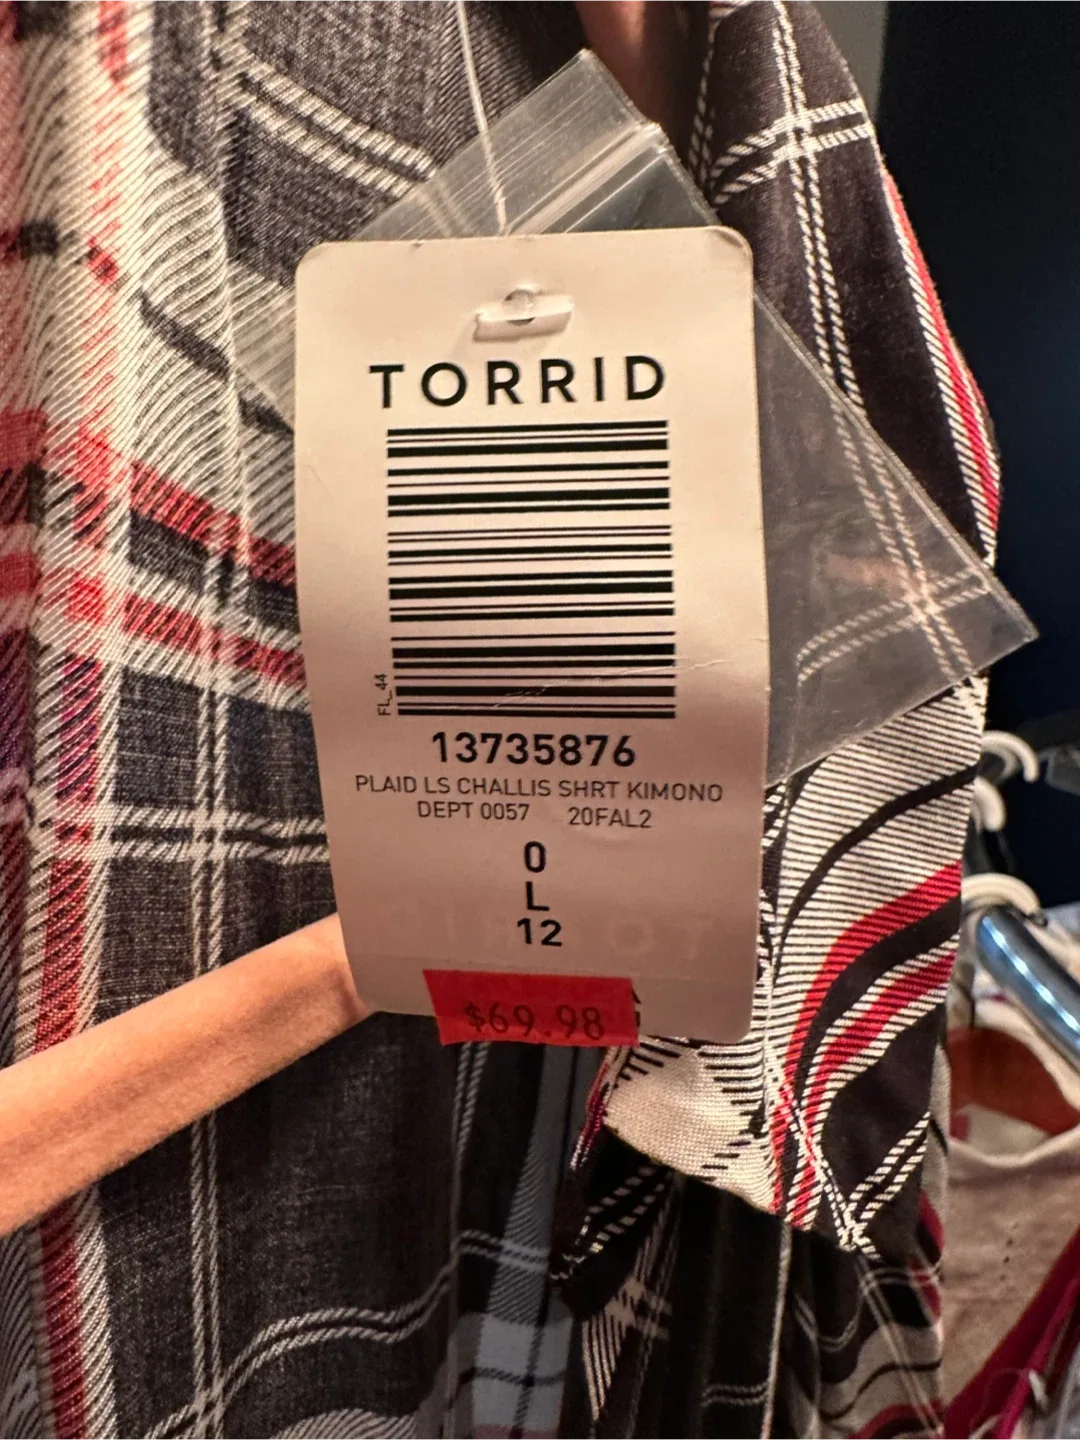 TORRID
FL_44
13735876
PLAID LS CHALLIS SHRT KIMONO
DEPT 0057 20FAL2
0
L
12
$69.98